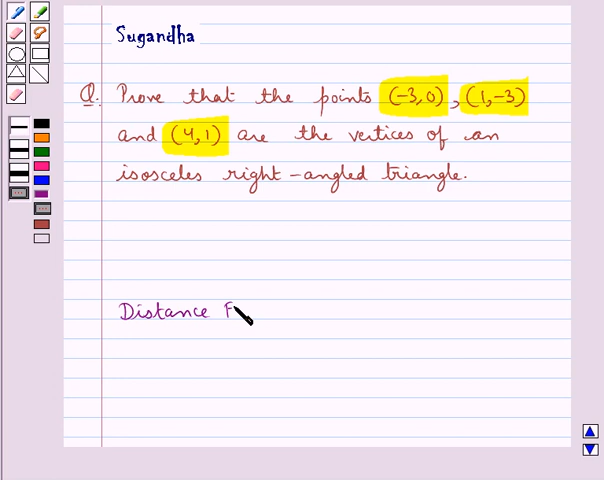 Sugandha
Q. Prove that the points (-3,0), (1,-3)
and (4,1) are the vertices of an
isosceles right-angled triangle.
Distance F